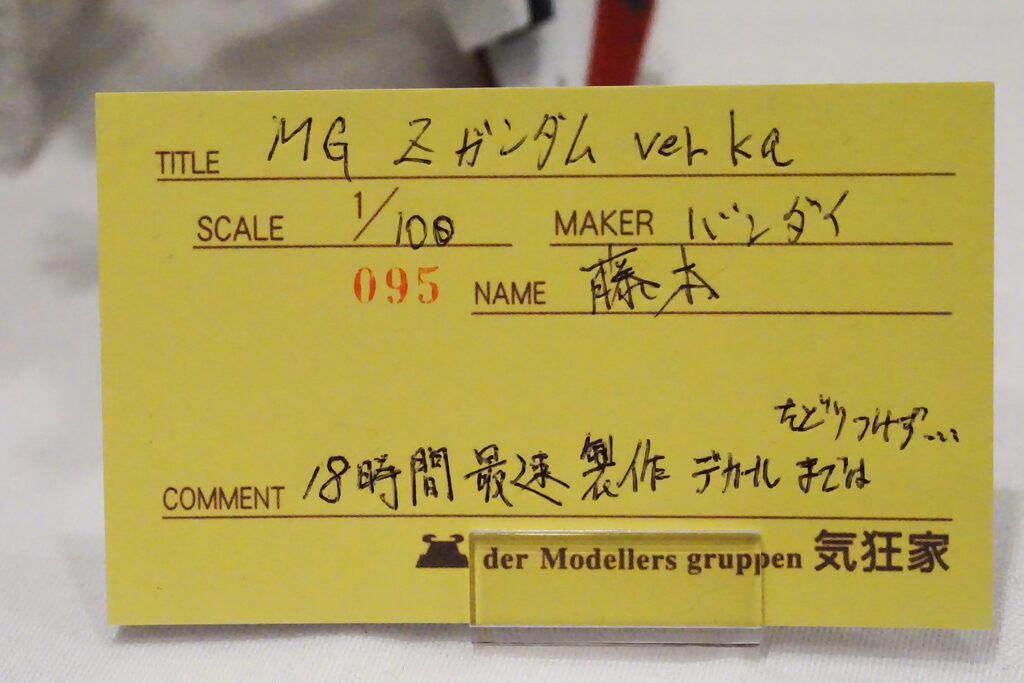 TITLE MG Zガンダム ver ka
SCALE 1/100 MAKER バンダイ
095 NAME 藤本
たどりつけず…
COMMENT 18時間最速製作 デカールまでは
der Modellers gruppen 気狂家